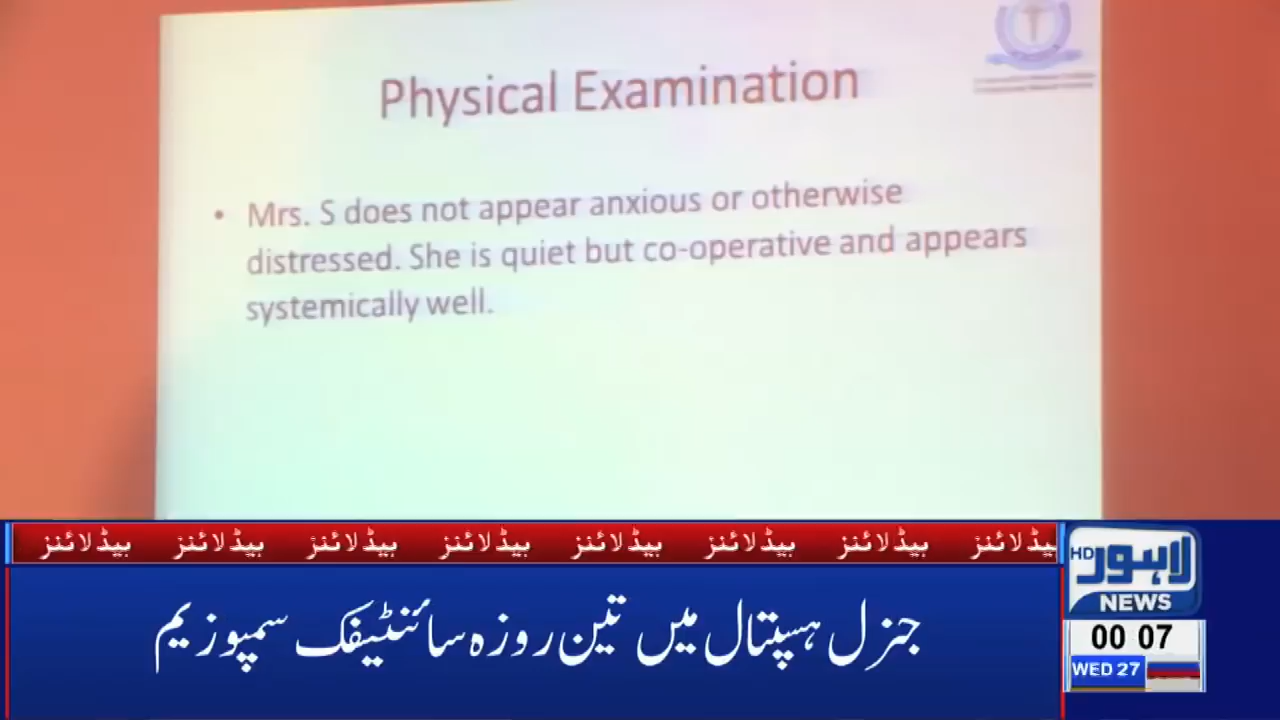 Physical Examination
• Mrs. S does not appear anxious or otherwise
distressed. She is quiet but co-operative and appears
systemically well.
ہیڈلائنز ہیڈلائنز ہیڈلائنز ہیڈلائنز ہیڈلائنز ہیڈلائنز ہیڈلائنز ہیڈلائنز
جنرل ہسپتال میں تین روزہ سائنٹیفک سمپوزیم
HD لاہور
NEWS
00 07
WED 27